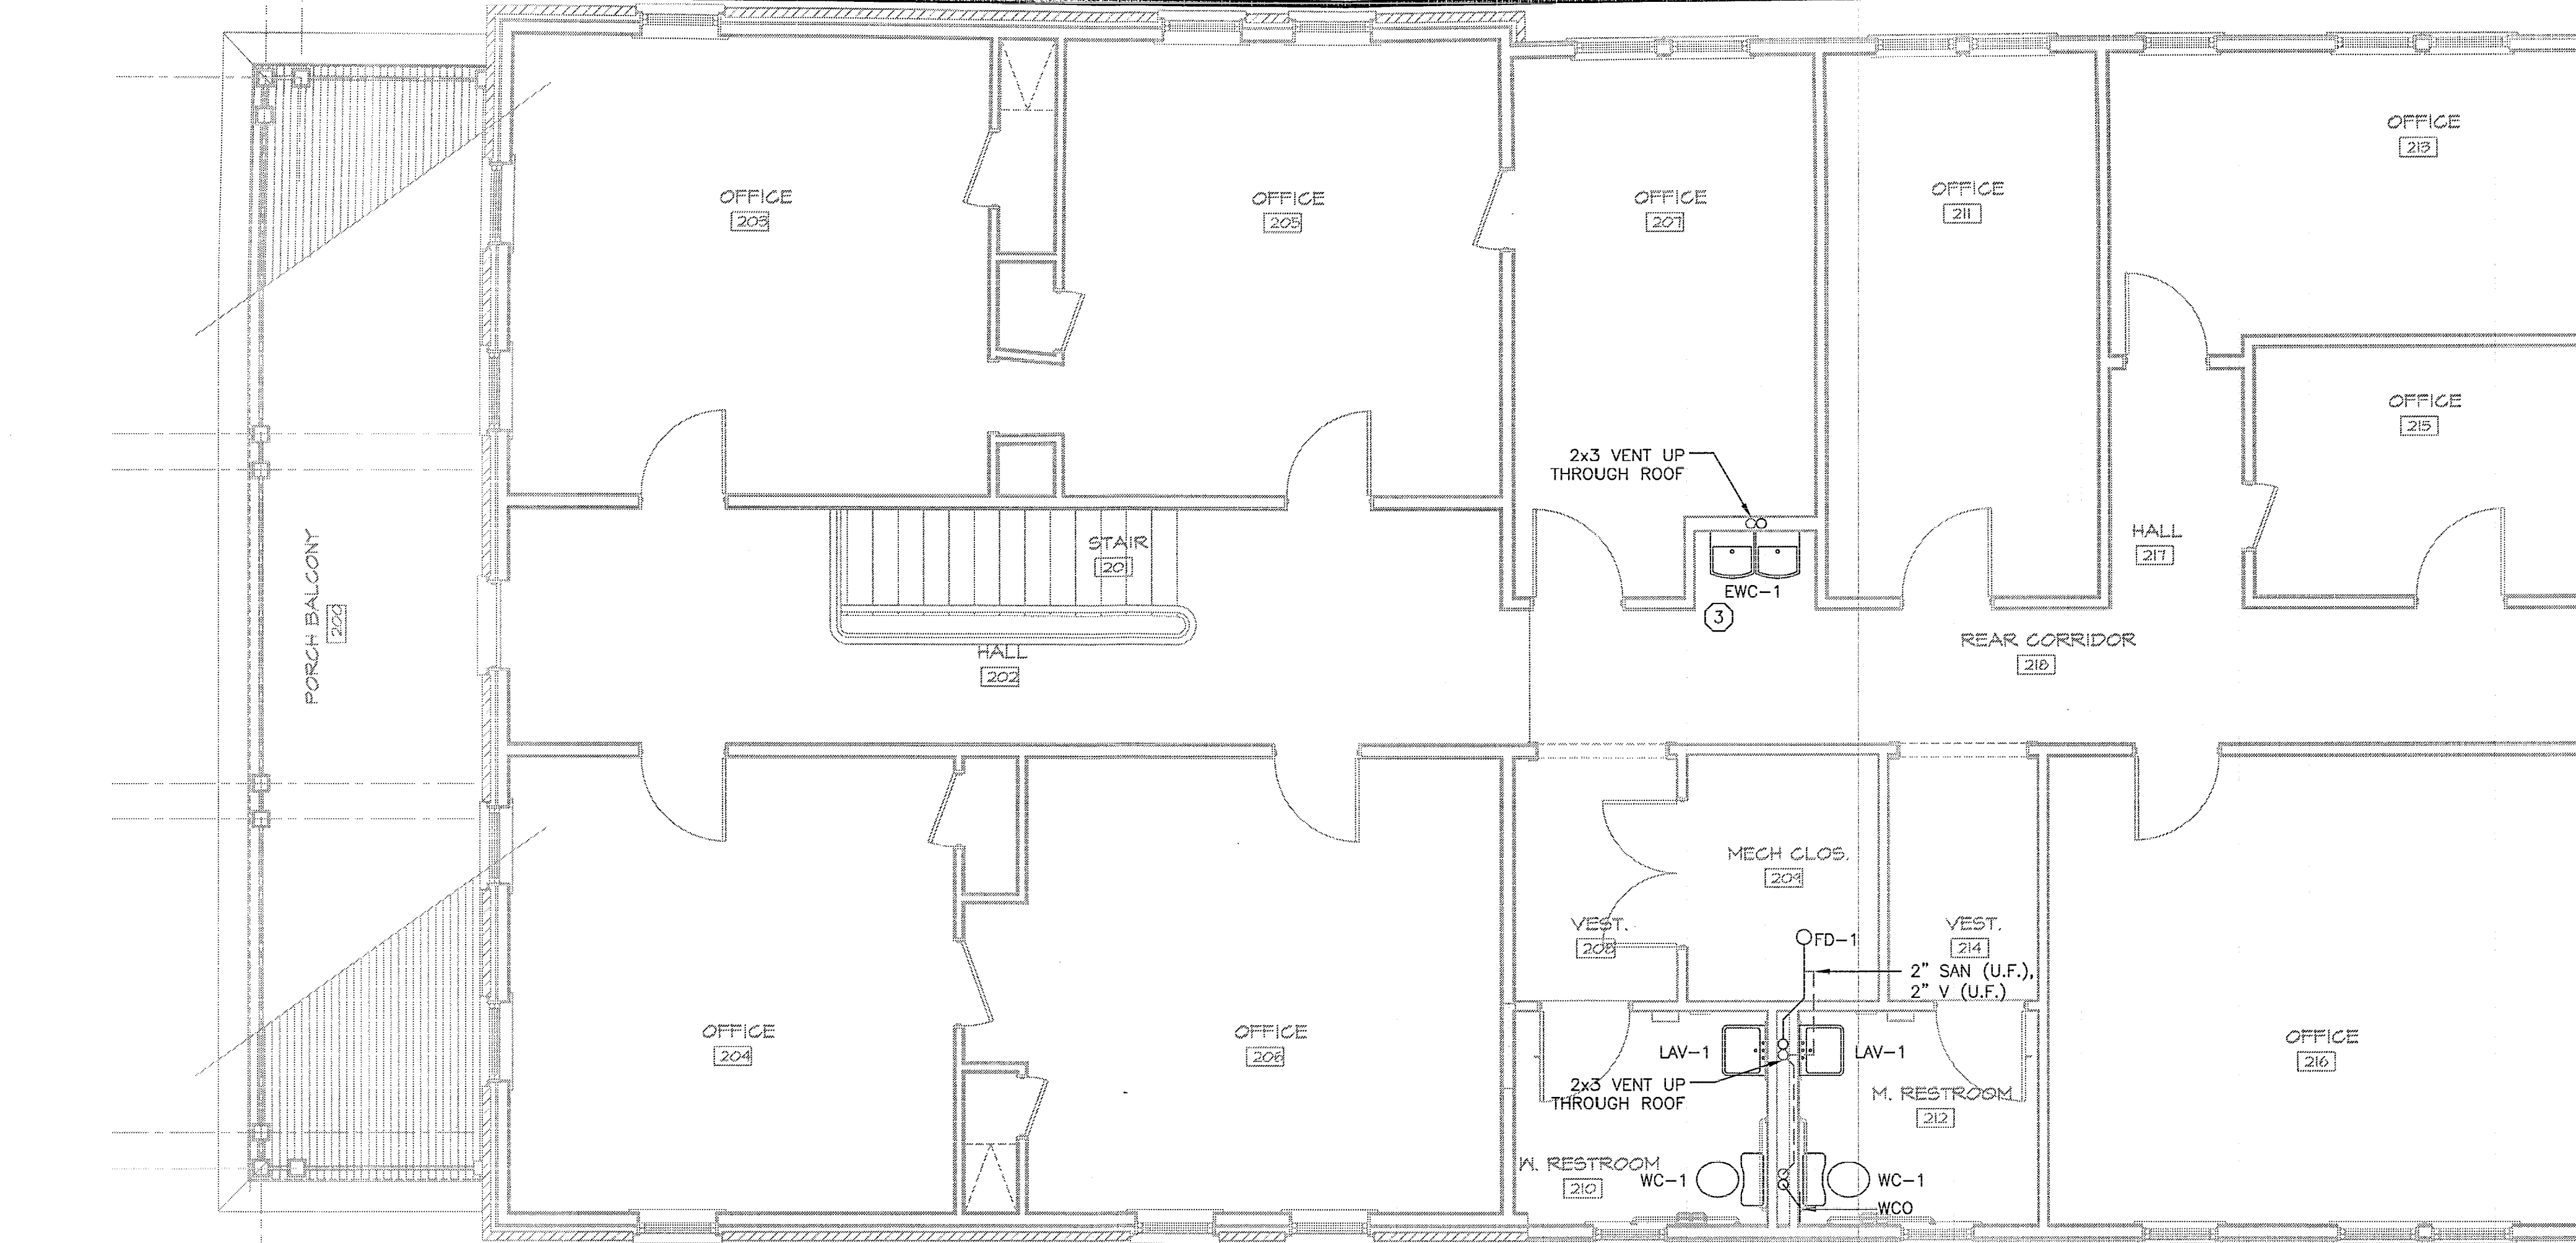 OFFICE
213
OFFICE
203
OFFICE
205
OFFICE
207
OFFICE
211
OFFICE
215
2x3 VENT UP
THROUGH ROOF
EWC-1
3
HALL
217
STAIR
201
HALL
202
PORCH BALCONY
200
REAR CORRIDOR
218
MECH CLOS.
209
VEST.
208
VEST.
214
FD-1
2" SAN (U.F.),
2" V (U.F.)
OFFICE
204
OFFICE
206
OFFICE
216
LAV-1
LAV-1
2x3 VENT UP
THROUGH ROOF
M. RESTROOM
212
W. RESTROOM
210
WC-1
WC-1
WCO